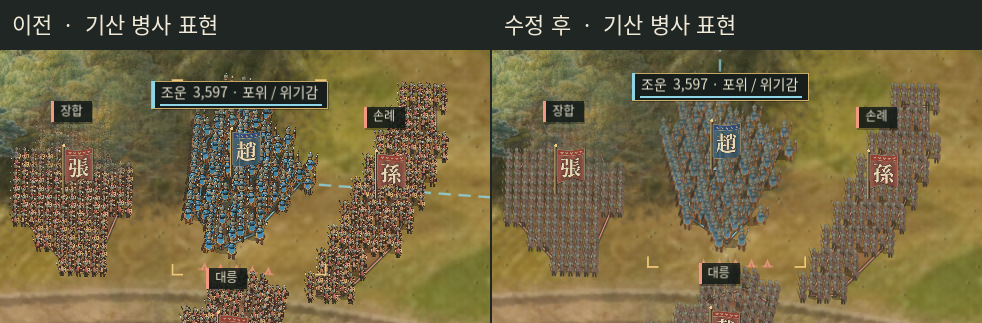 이전 · 기산 병사 표현
조운 3,597 · 포위 / 위기감
장합
손례
趙
張
孫
대릉
수정 후 · 기산 병사 표현
조운 3,597 · 포위 / 위기감
장합
손례
趙
張
孫
대릉